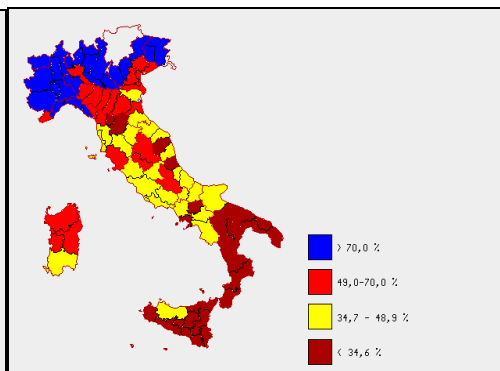 > 70,0 %
49,0-70,0 %
34,7 - 48,9 %
< 34,6 %